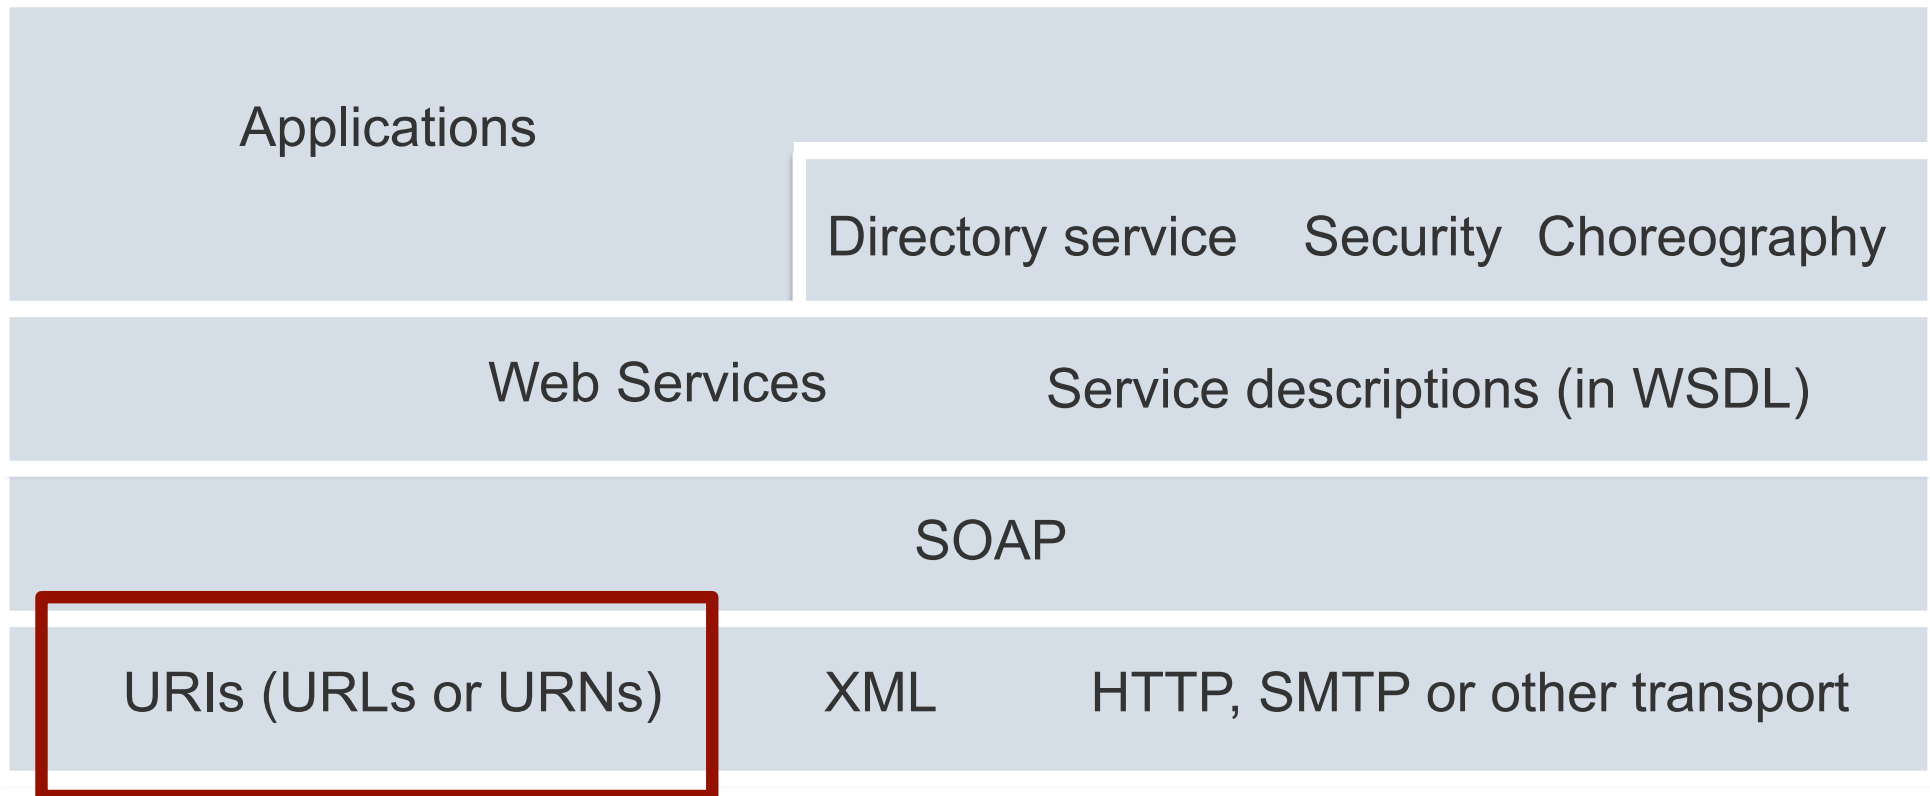 Applications
Directory service Security Choreography
Web Services Service descriptions (in WSDL)
SOAP
URIs (URLs or URNs) XML HTTP, SMTP or other transport